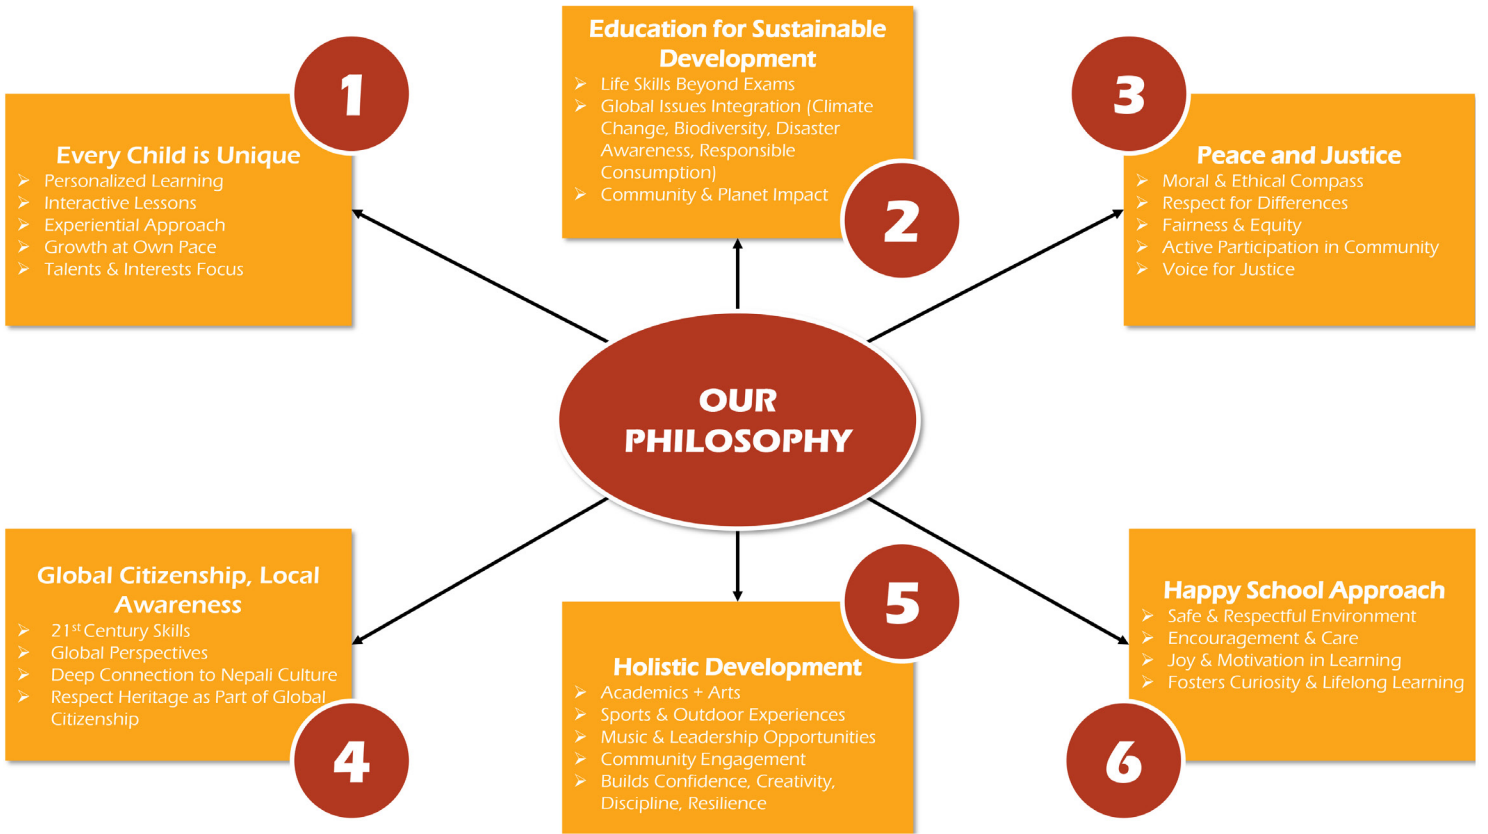 1
Every Child is Unique
➢ Personalized Learning
➢ Interactive Lessons
➢ Experiential Approach
➢ Growth at Own Pace
➢ Talents & Interests Focus
Education for Sustainable
Development
➢ Life Skills Beyond Exams
➢ Global Issues Integration (Climate
Change, Biodiversity, Disaster
Awareness, Responsible
Consumption)
➢ Community & Planet Impact
2
3
Peace and Justice
➢ Moral & Ethical Compass
➢ Respect for Differences
➢ Fairness & Equity
➢ Active Participation in Community
➢ Voice for Justice
OUR
PHILOSOPHY
Global Citizenship, Local
Awareness
➢ 21st Century Skills
➢ Global Perspectives
➢ Deep Connection to Nepali Culture
➢ Respect Heritage as Part of Global
Citizenship
4
5
Holistic Development
➢ Academics + Arts
➢ Sports & Outdoor Experiences
➢ Music & Leadership Opportunities
➢ Community Engagement
➢ Builds Confidence, Creativity,
Discipline, Resilience
Happy School Approach
➢ Safe & Respectful Environment
➢ Encouragement & Care
➢ Joy & Motivation in Learning
➢ Fosters Curiosity & Lifelong Learning
6